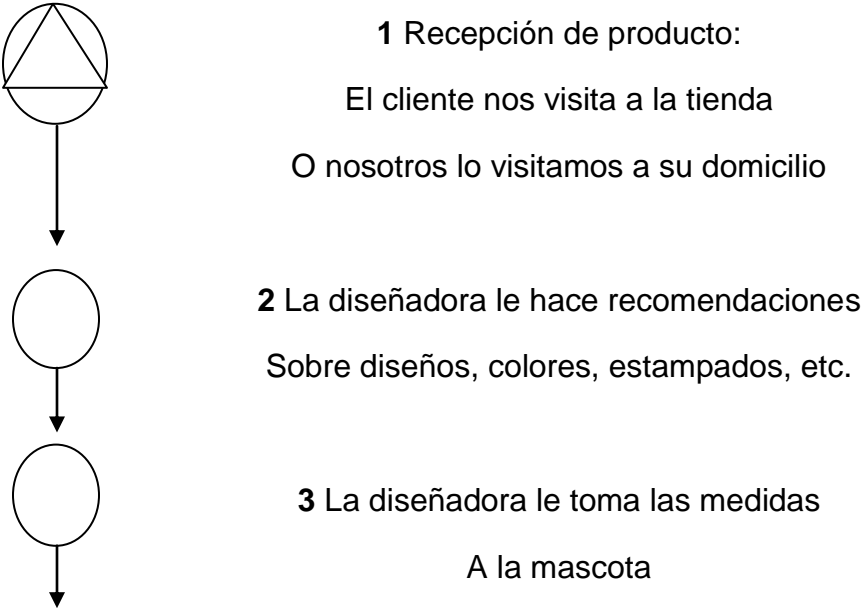 1 Recepción de producto:
El cliente nos visita a la tienda
O nosotros lo visitamos a su domicilio
2 La diseñadora le hace recomendaciones
Sobre diseños, colores, estampados, etc.
3 La diseñadora le toma las medidas
A la mascota